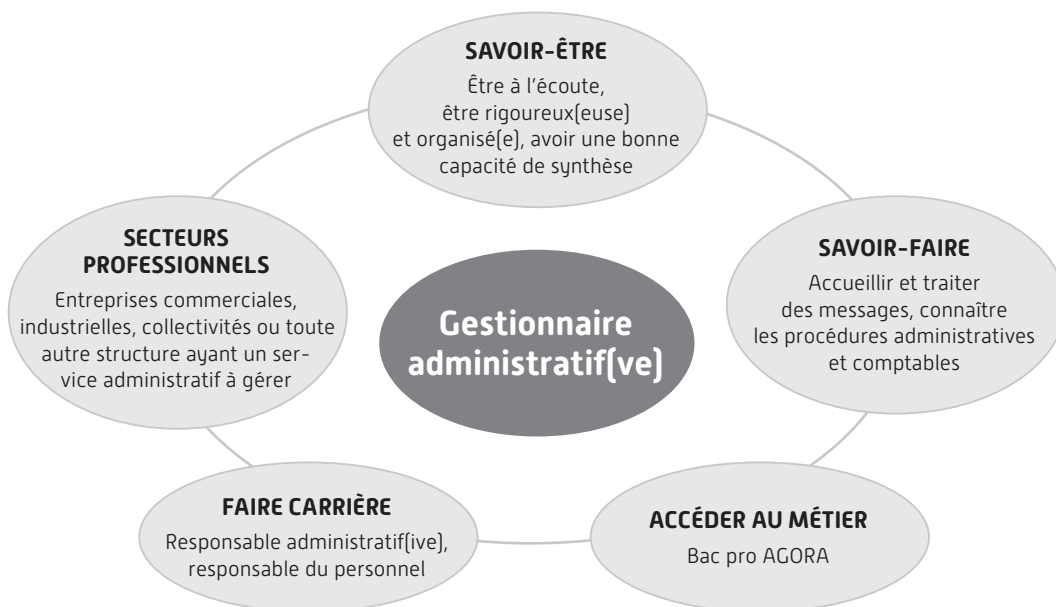 SAVOIR-ÊTRE
Être à l'écoute,
être rigoureux(euse)
et organisé(e), avoir une bonne
capacité de synthèse
SECTEURS
PROFESSIONNELS
Entreprises commerciales,
industrielles, collectivités ou toute
autre structure ayant un ser-
vice administratif à gérer
Gestionnaire
administratif(ve)
SAVOIR-FAIRE
Accueillir et traiter
des messages, connaître
les procédures administratives
et comptables
FAIRE CARRIÈRE
Responsable administratif(ive),
responsable du personnel
ACCÉDER AU MÉTIER
Bac pro AGORA